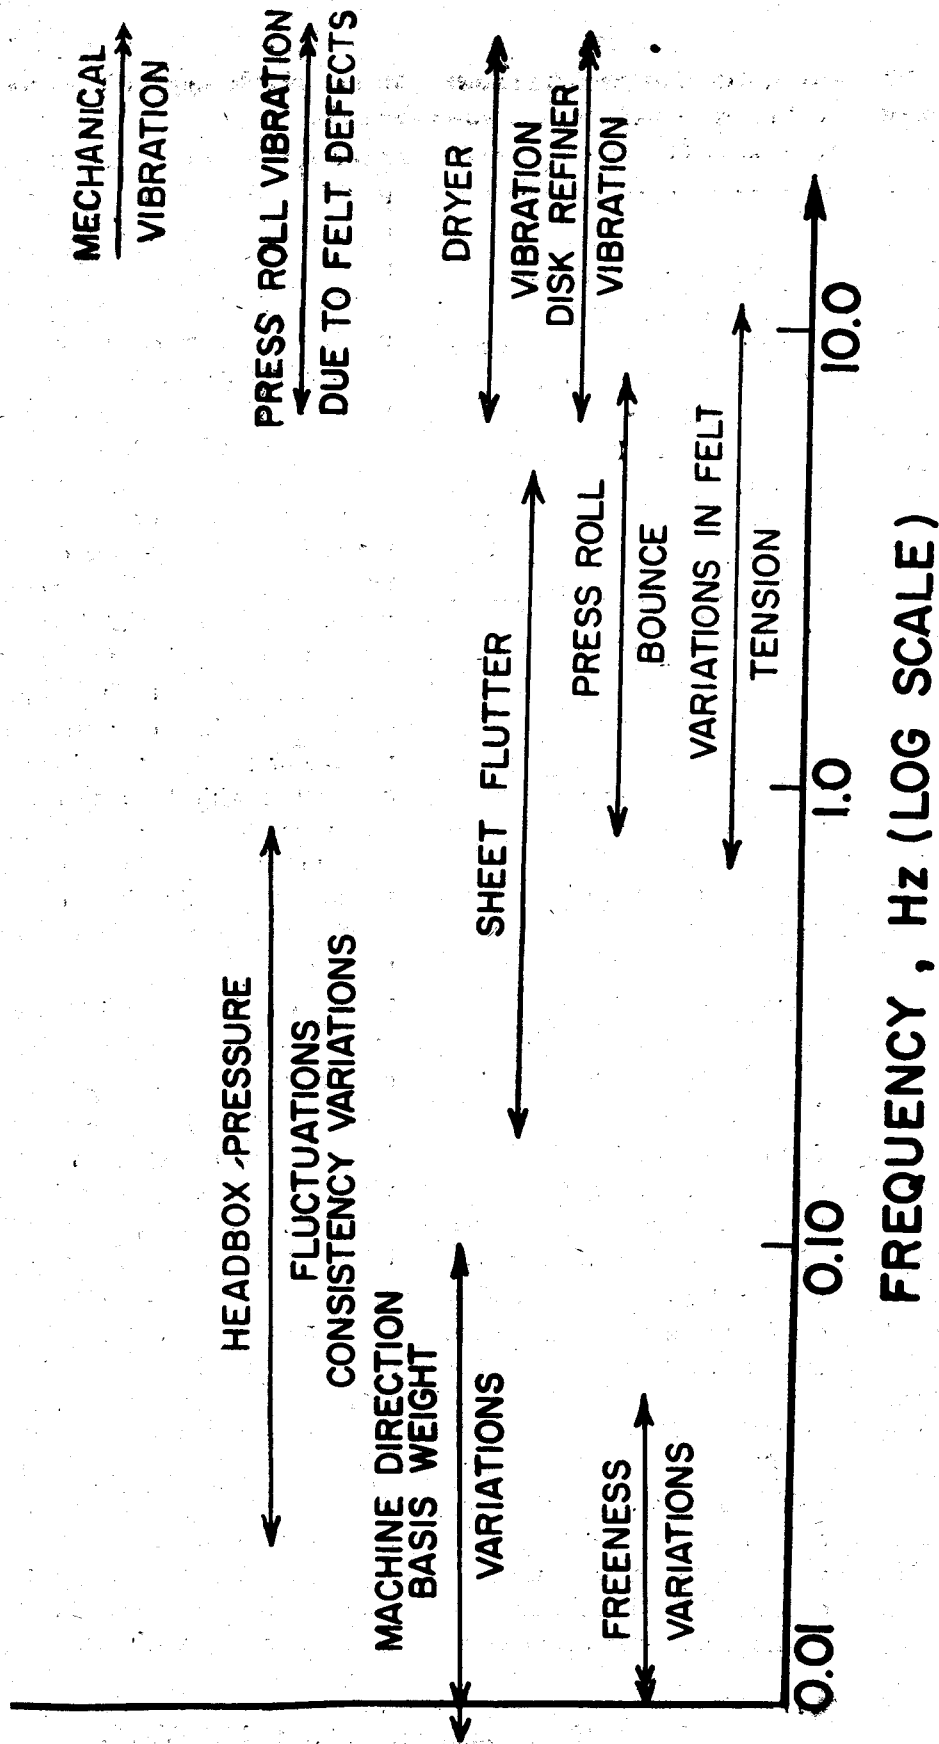 MECHANICAL
VIBRATION
PRESS ROLL VIBRATION
DUE TO FELT DEFECTS
HEADBOX PRESSURE
FLUCTUATIONS
CONSISTENCY VARIATIONS
MACHINE DIRECTION
BASIS WEIGHT
VARIATIONS
DRYER
VIBRATION
SHEET FLUTTER
DISK REFINER
VIBRATION
PRESS ROLL
BOUNCE
FREENESS
VARIATIONS
VARIATIONS IN FELT
TENSION
0.01
0.10
1.0
10.0
FREQUENCY, Hz (LOG SCALE)